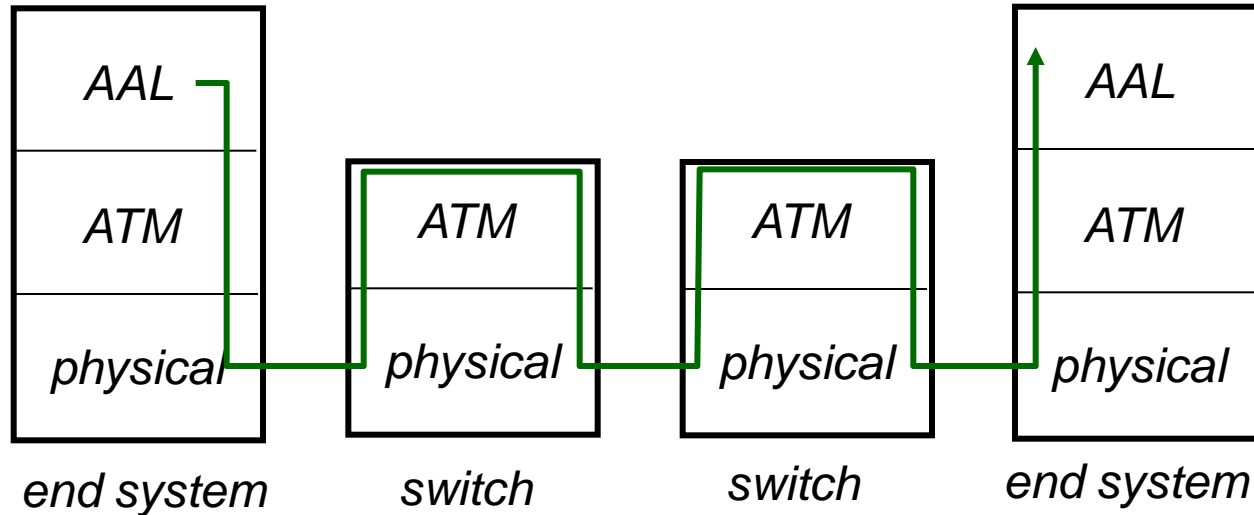 AAL
ATM
physical
end system
ATM
physical
switch
ATM
physical
switch
AAL
ATM
physical
end system